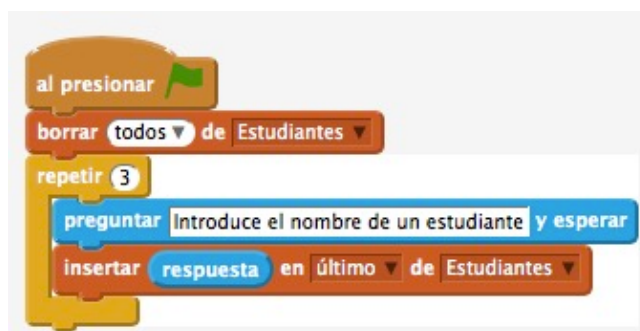 al presionar
borrar todos de Estudiantes
repetir 3
preguntar Introduce el nombre de un estudiante y esperar
insertar respuesta en último de Estudiantes